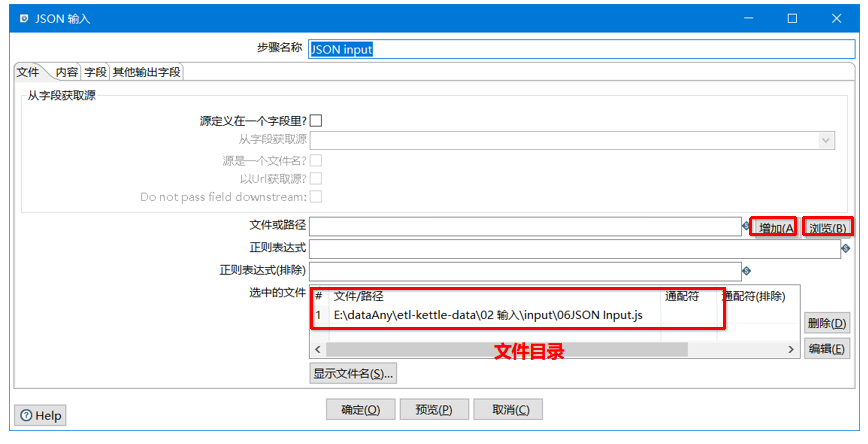 JSON 输入
步骤名称 JSON input
文件 内容 字段 其他输出字段
从字段获取源
源定义在一个字段里?
从字段获取源
源是一个文件名?
以Url获取源?
Do not pass field downstream:
文件或路径 增加(A 浏览(B)
正则表达式
正则表达式(排除)
选中的文件 # 文件/路径 通配符 通配符(排除)
1 E:\dataAny\etl-kettle-data\02 输入\input\06JSON Input.js
删除(D)
文件目录 编辑(E)
显示文件名(S)...
Help 确定(O) 预览(P) 取消(C)